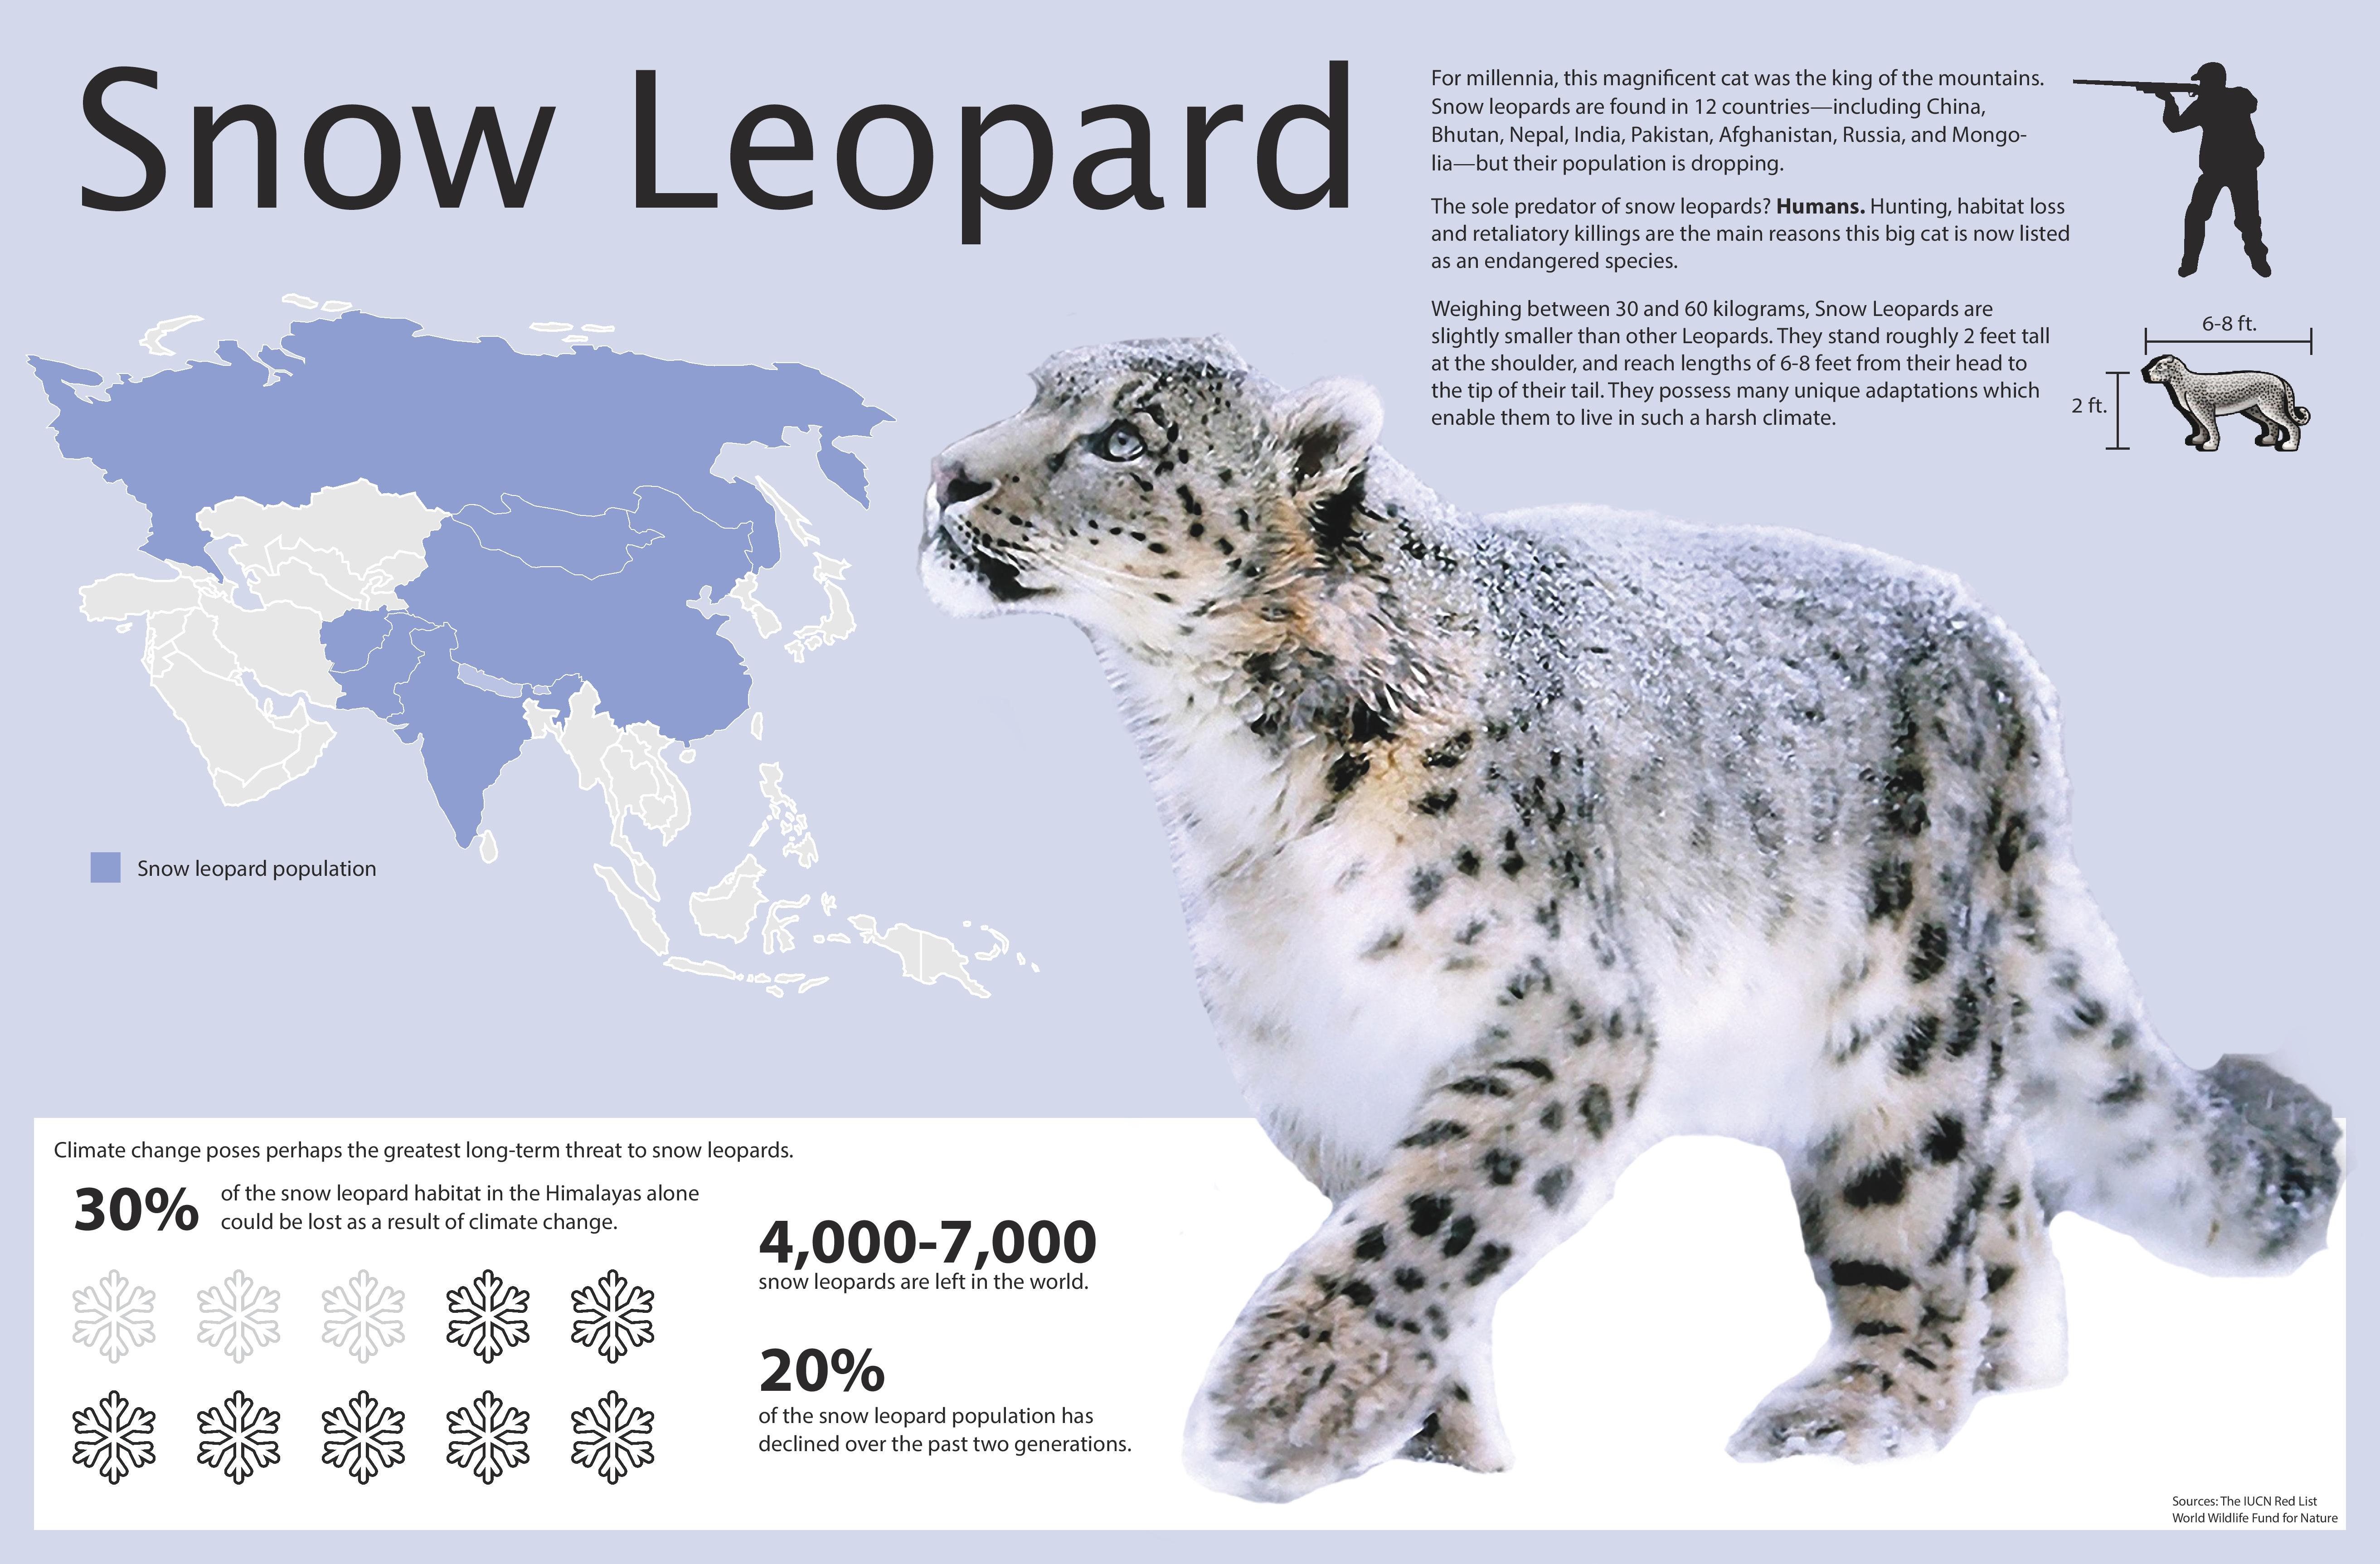 Snow Leopard
For millennia, this magnificent cat was the king of the mountains.
Snow leopards are found in 12 countries—including China,
Bhutan, Nepal, India, Pakistan, Afghanistan, Russia, and Mongo-
lia—but their population is dropping.
The sole predator of snow leopards? Humans. Hunting, habitat loss
and retaliatory killings are the main reasons this big cat is now listed
as an endangered species.
Weighing between 30 and 60 kilograms, Snow Leopards are
slightly smaller than other Leopards. They stand roughly 2 feet tall
at the shoulder, and reach lengths of 6-8 feet from their head to
the tip of their tail. They possess many unique adaptations which
enable them to live in such a harsh climate.
6-8 ft.
2 ft.
Snow leopard population
Climate change poses perhaps the greatest long-term threat to snow leopards.
30%
of the snow leopard habitat in the Himalayas alone
could be lost as a result of climate change.
4,000-7,000
snow leopards are left in the world.
20%
of the snow leopard population has
declined over the past two generations.
Sources: The IUCN Red List
World Wildlife Fund for Nature